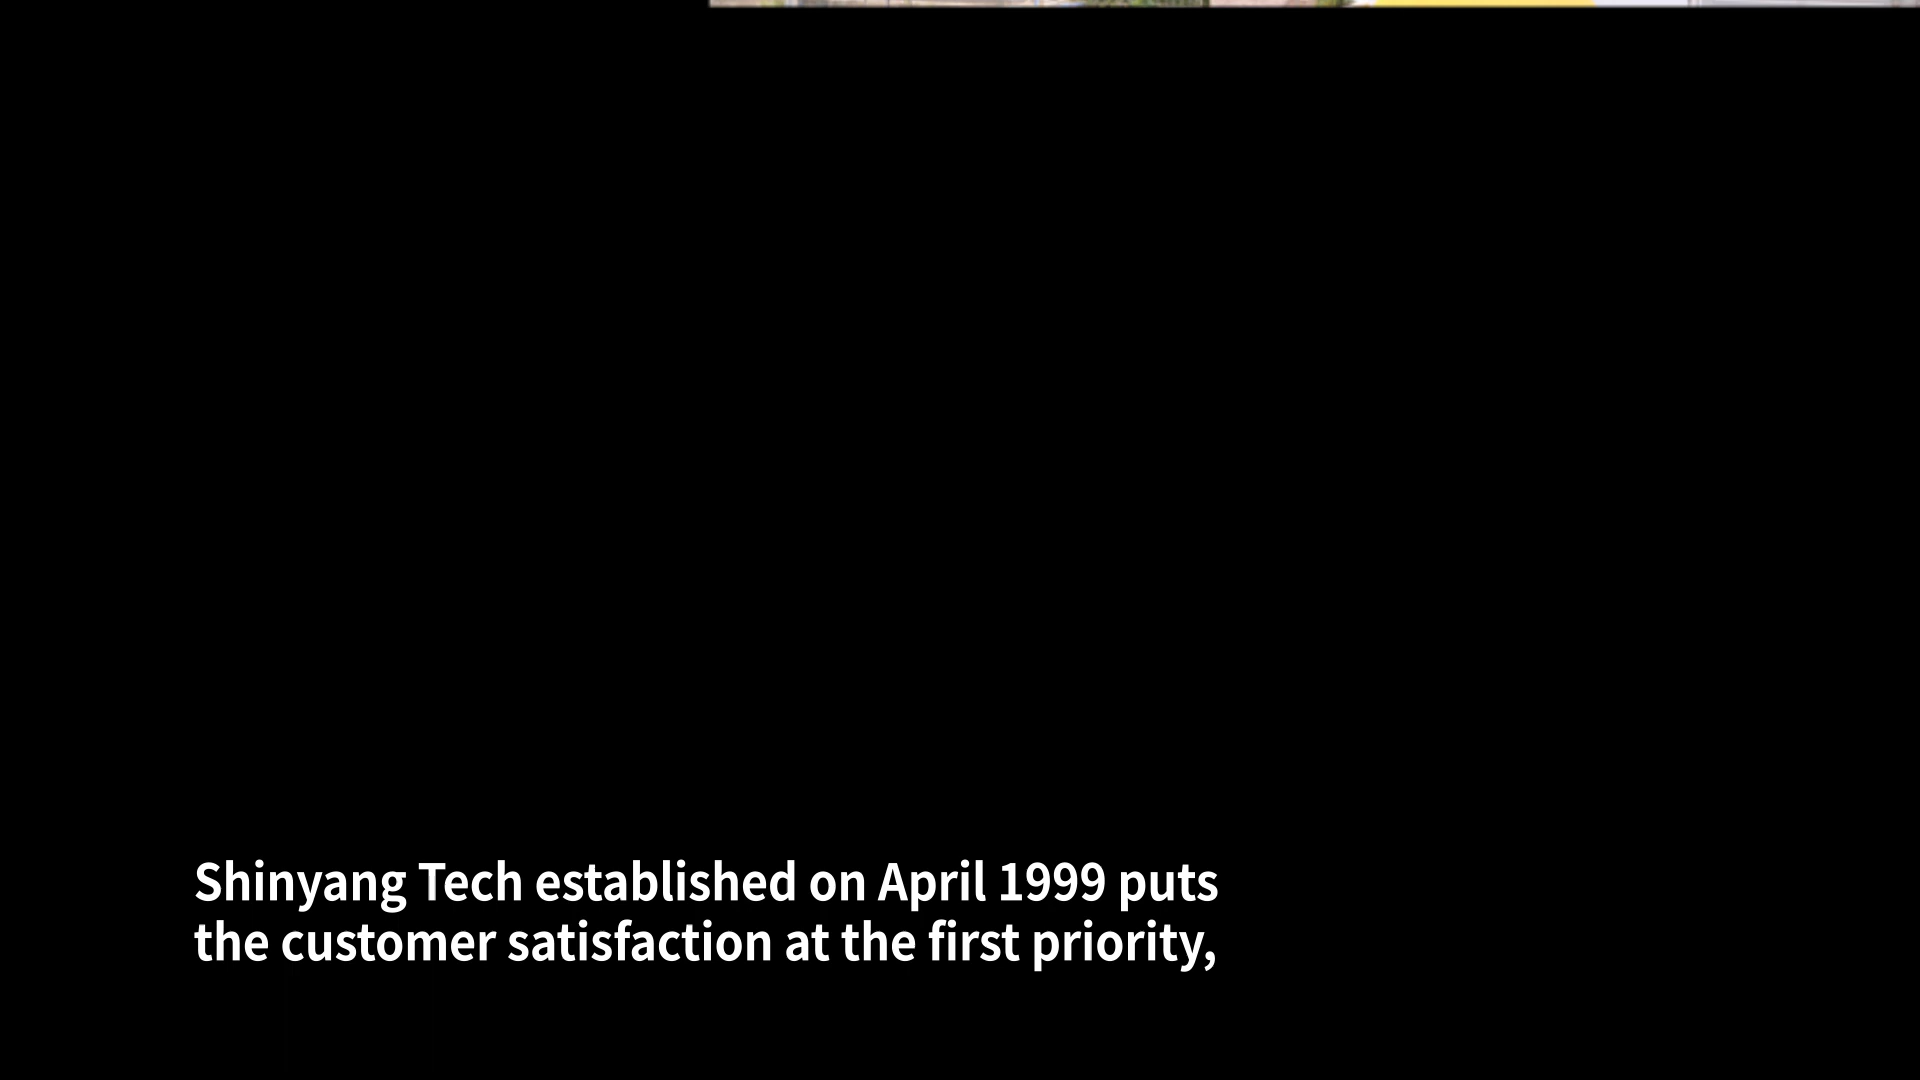 Shinyang Tech established on April 1999 puts
the customer satisfaction at the first priority,